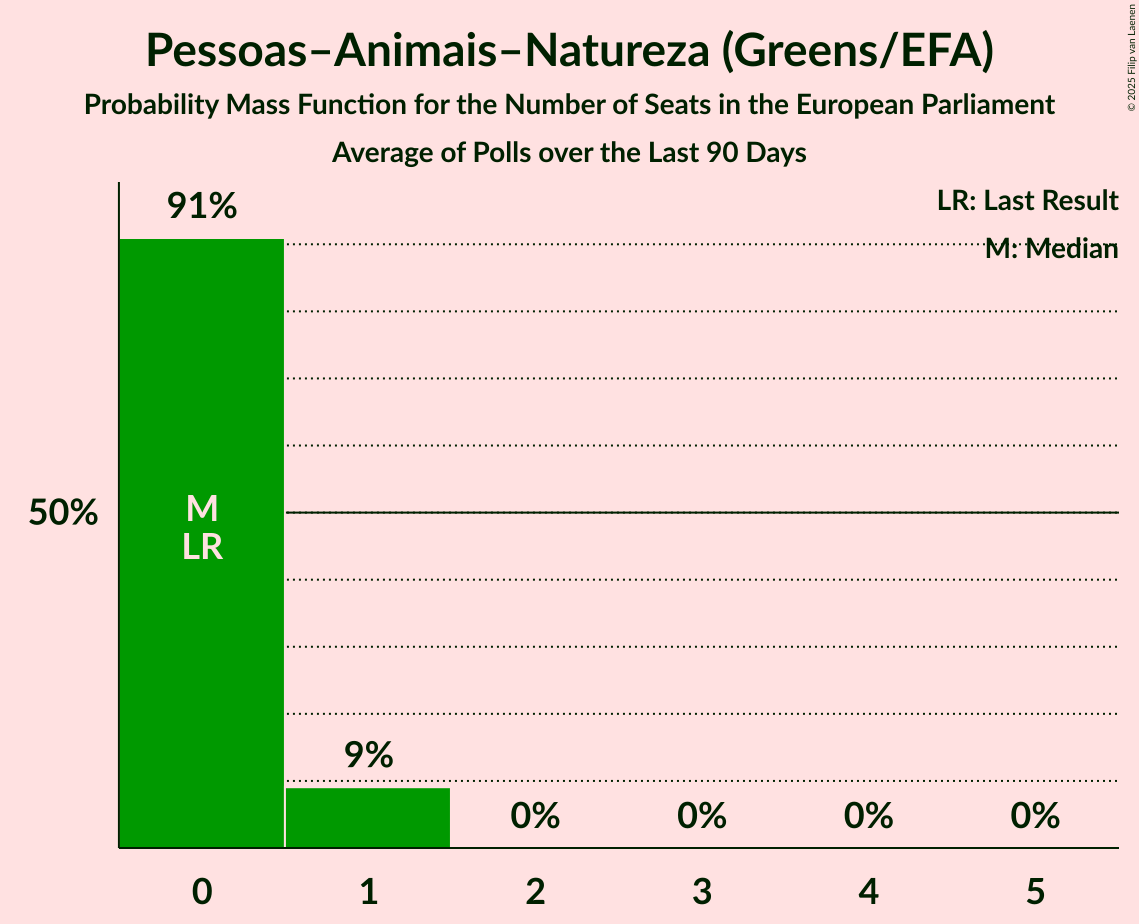 Pessoas–Animais–Natureza (Greens/EFA)
Probability Mass Function for the Number of Seats in the European Parliament
Average of Polls over the Last 90 Days
© 2025 Filip van Laenen
LR: Last Result
M: Median
91%
50%
M
LR
9%
0%
0%
0%
0%
0
1
2
3
4
5